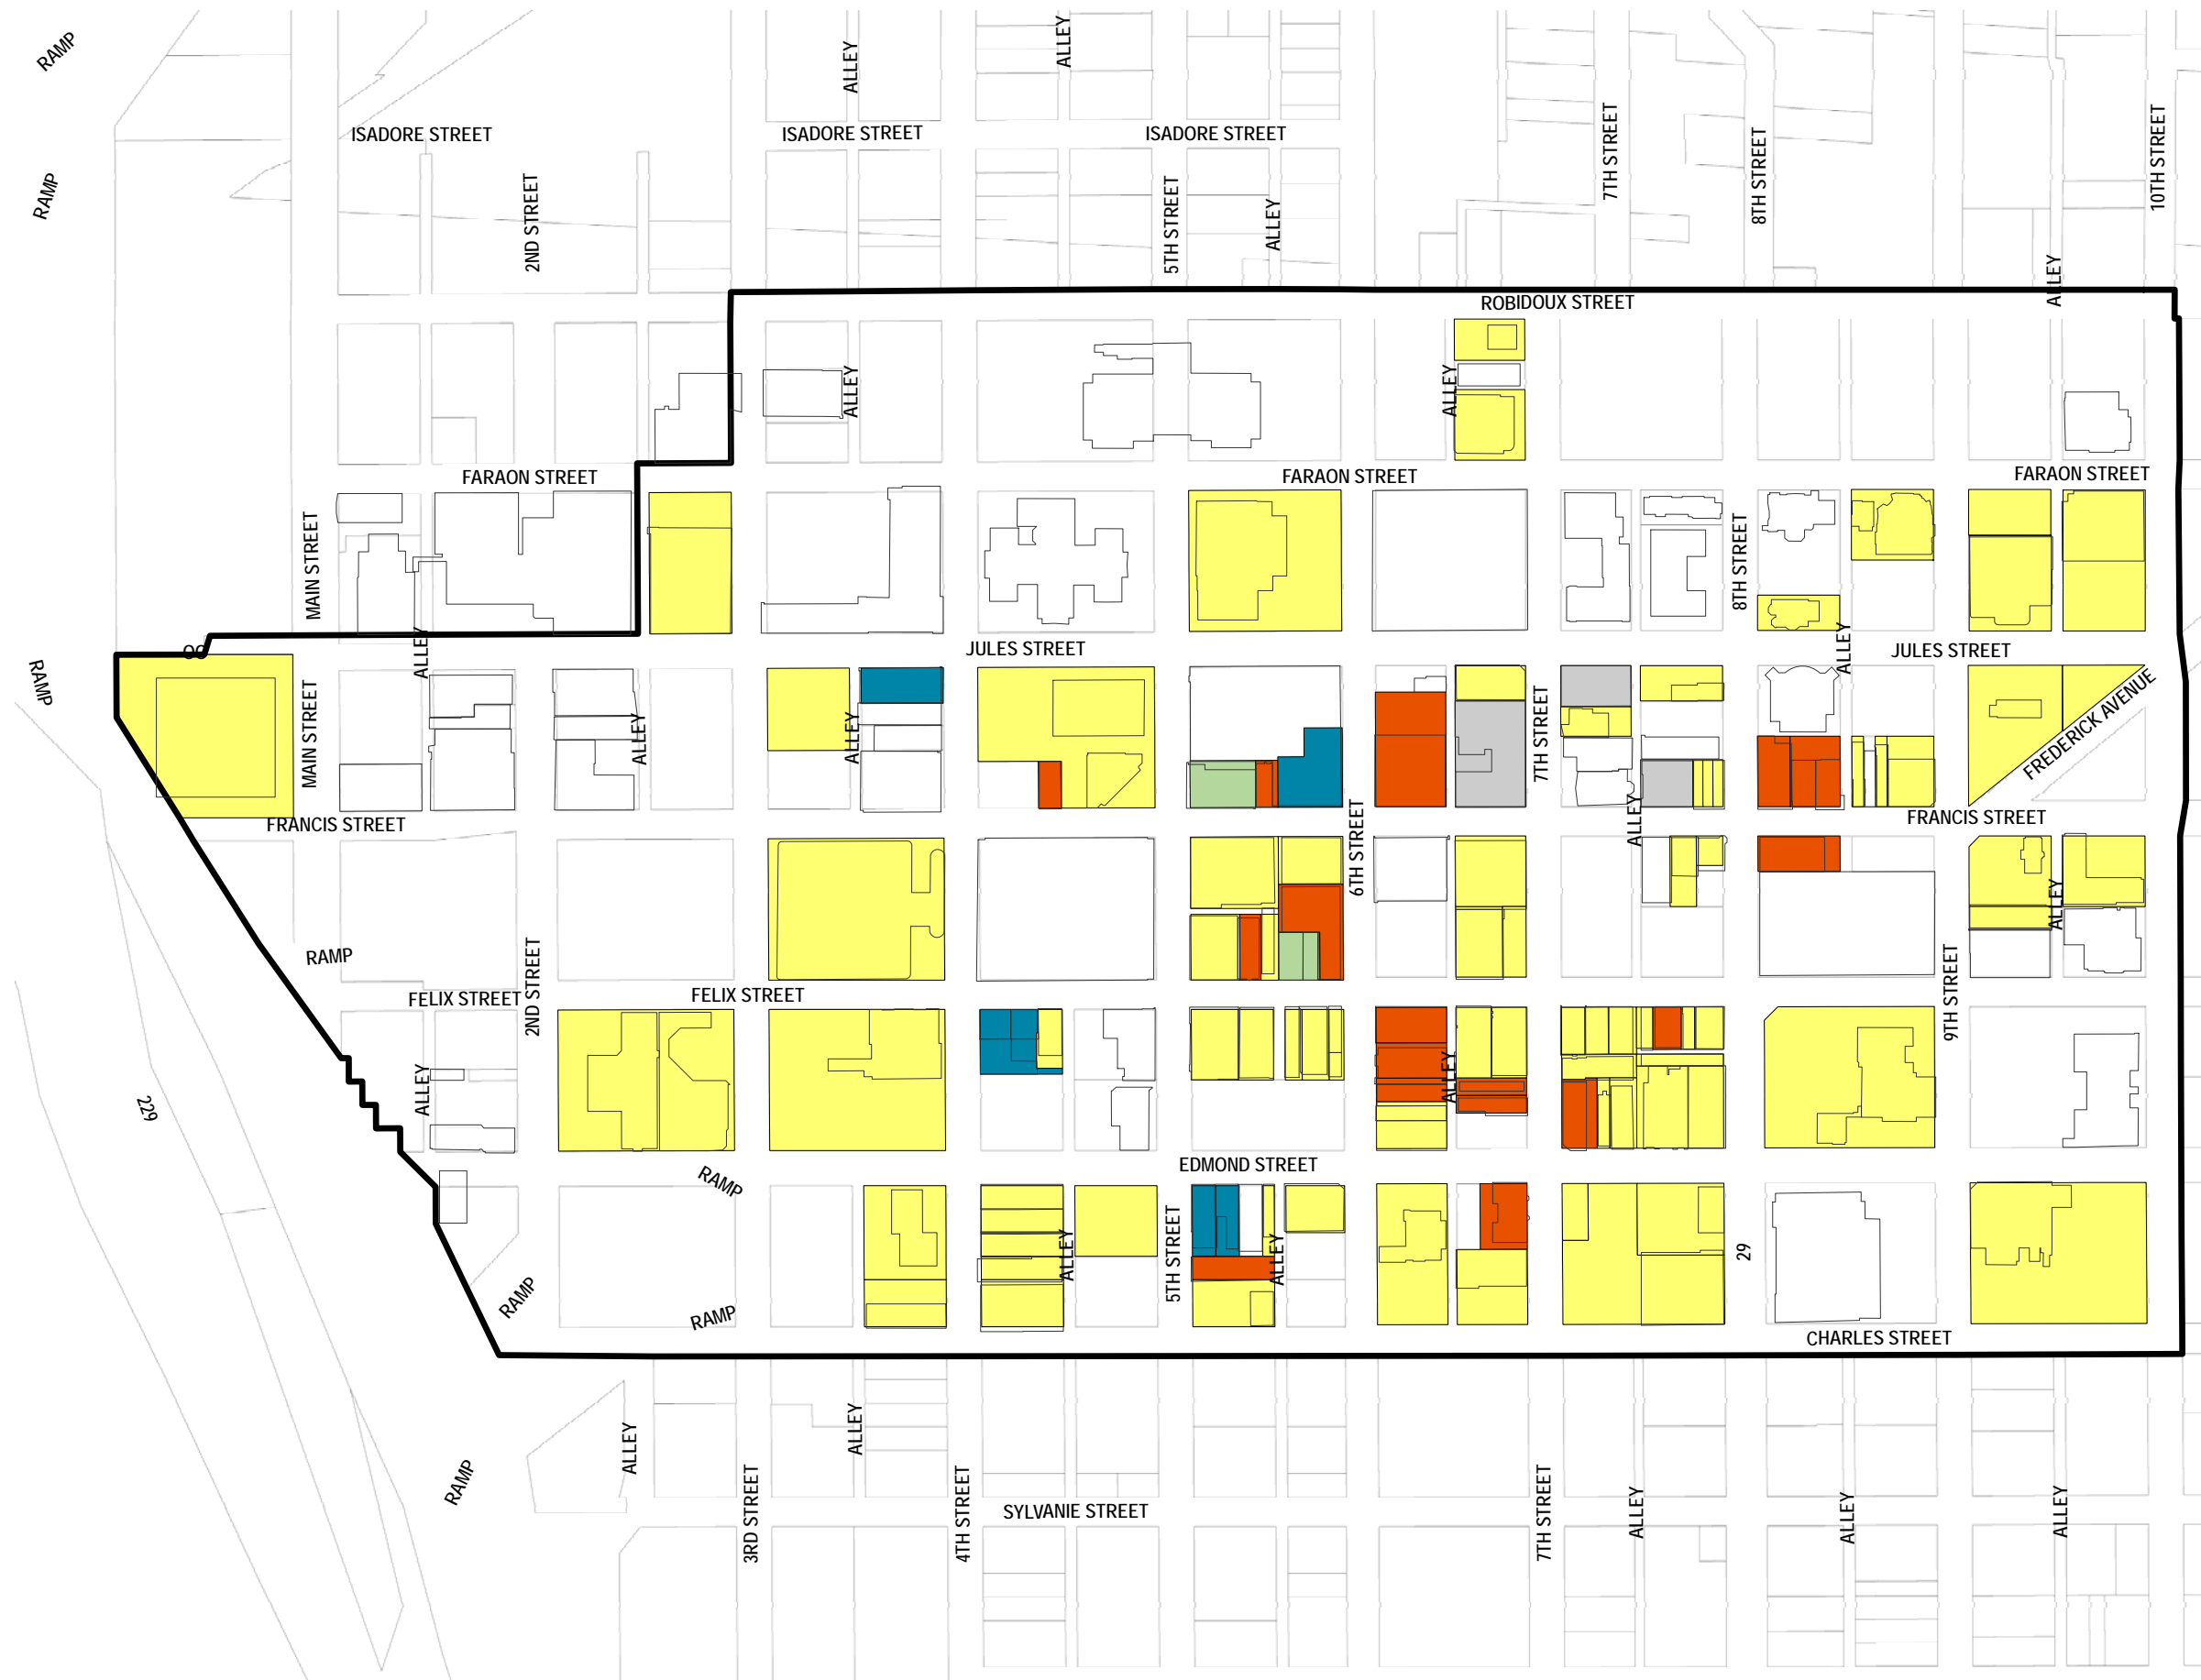 RAMP
ALLEY
ALLEY
ISADORE STREET
ISADORE STREET
ISADORE STREET
7TH STREET
8TH STREET
10TH STREET
RAMP
2ND STREET
5TH STREET
ALLEY
ALLEY
ROBIDOUX STREET
ALLEY
ALLEY
FARAON STREET
FARAON STREET
FARAON STREET
MAIN STREET
8TH STREET
ALLEY
JULES STREET
ALLEY
JULES STREET
RAMP
MAIN STREET
ALLEY
ALLEY
7TH STREET
FREDERICK AVENUE
FRANCIS STREET
6TH STREET
ALLEY
FRANCIS STREET
ALLEY
RAMP
2ND STREET
FELIX STREET
FELIX STREET
9TH STREET
229
ALLEY
ALLEY
EDMOND STREET
RAMP
RAMP
RAMP
ALLEY
5TH STREET
ALLEY
29
CHARLES STREET
RAMP
ALLEY
ALLEY
3RD STREET
4TH STREET
SYLVANIE STREET
7TH STREET
ALLEY
ALLEY
ALLEY